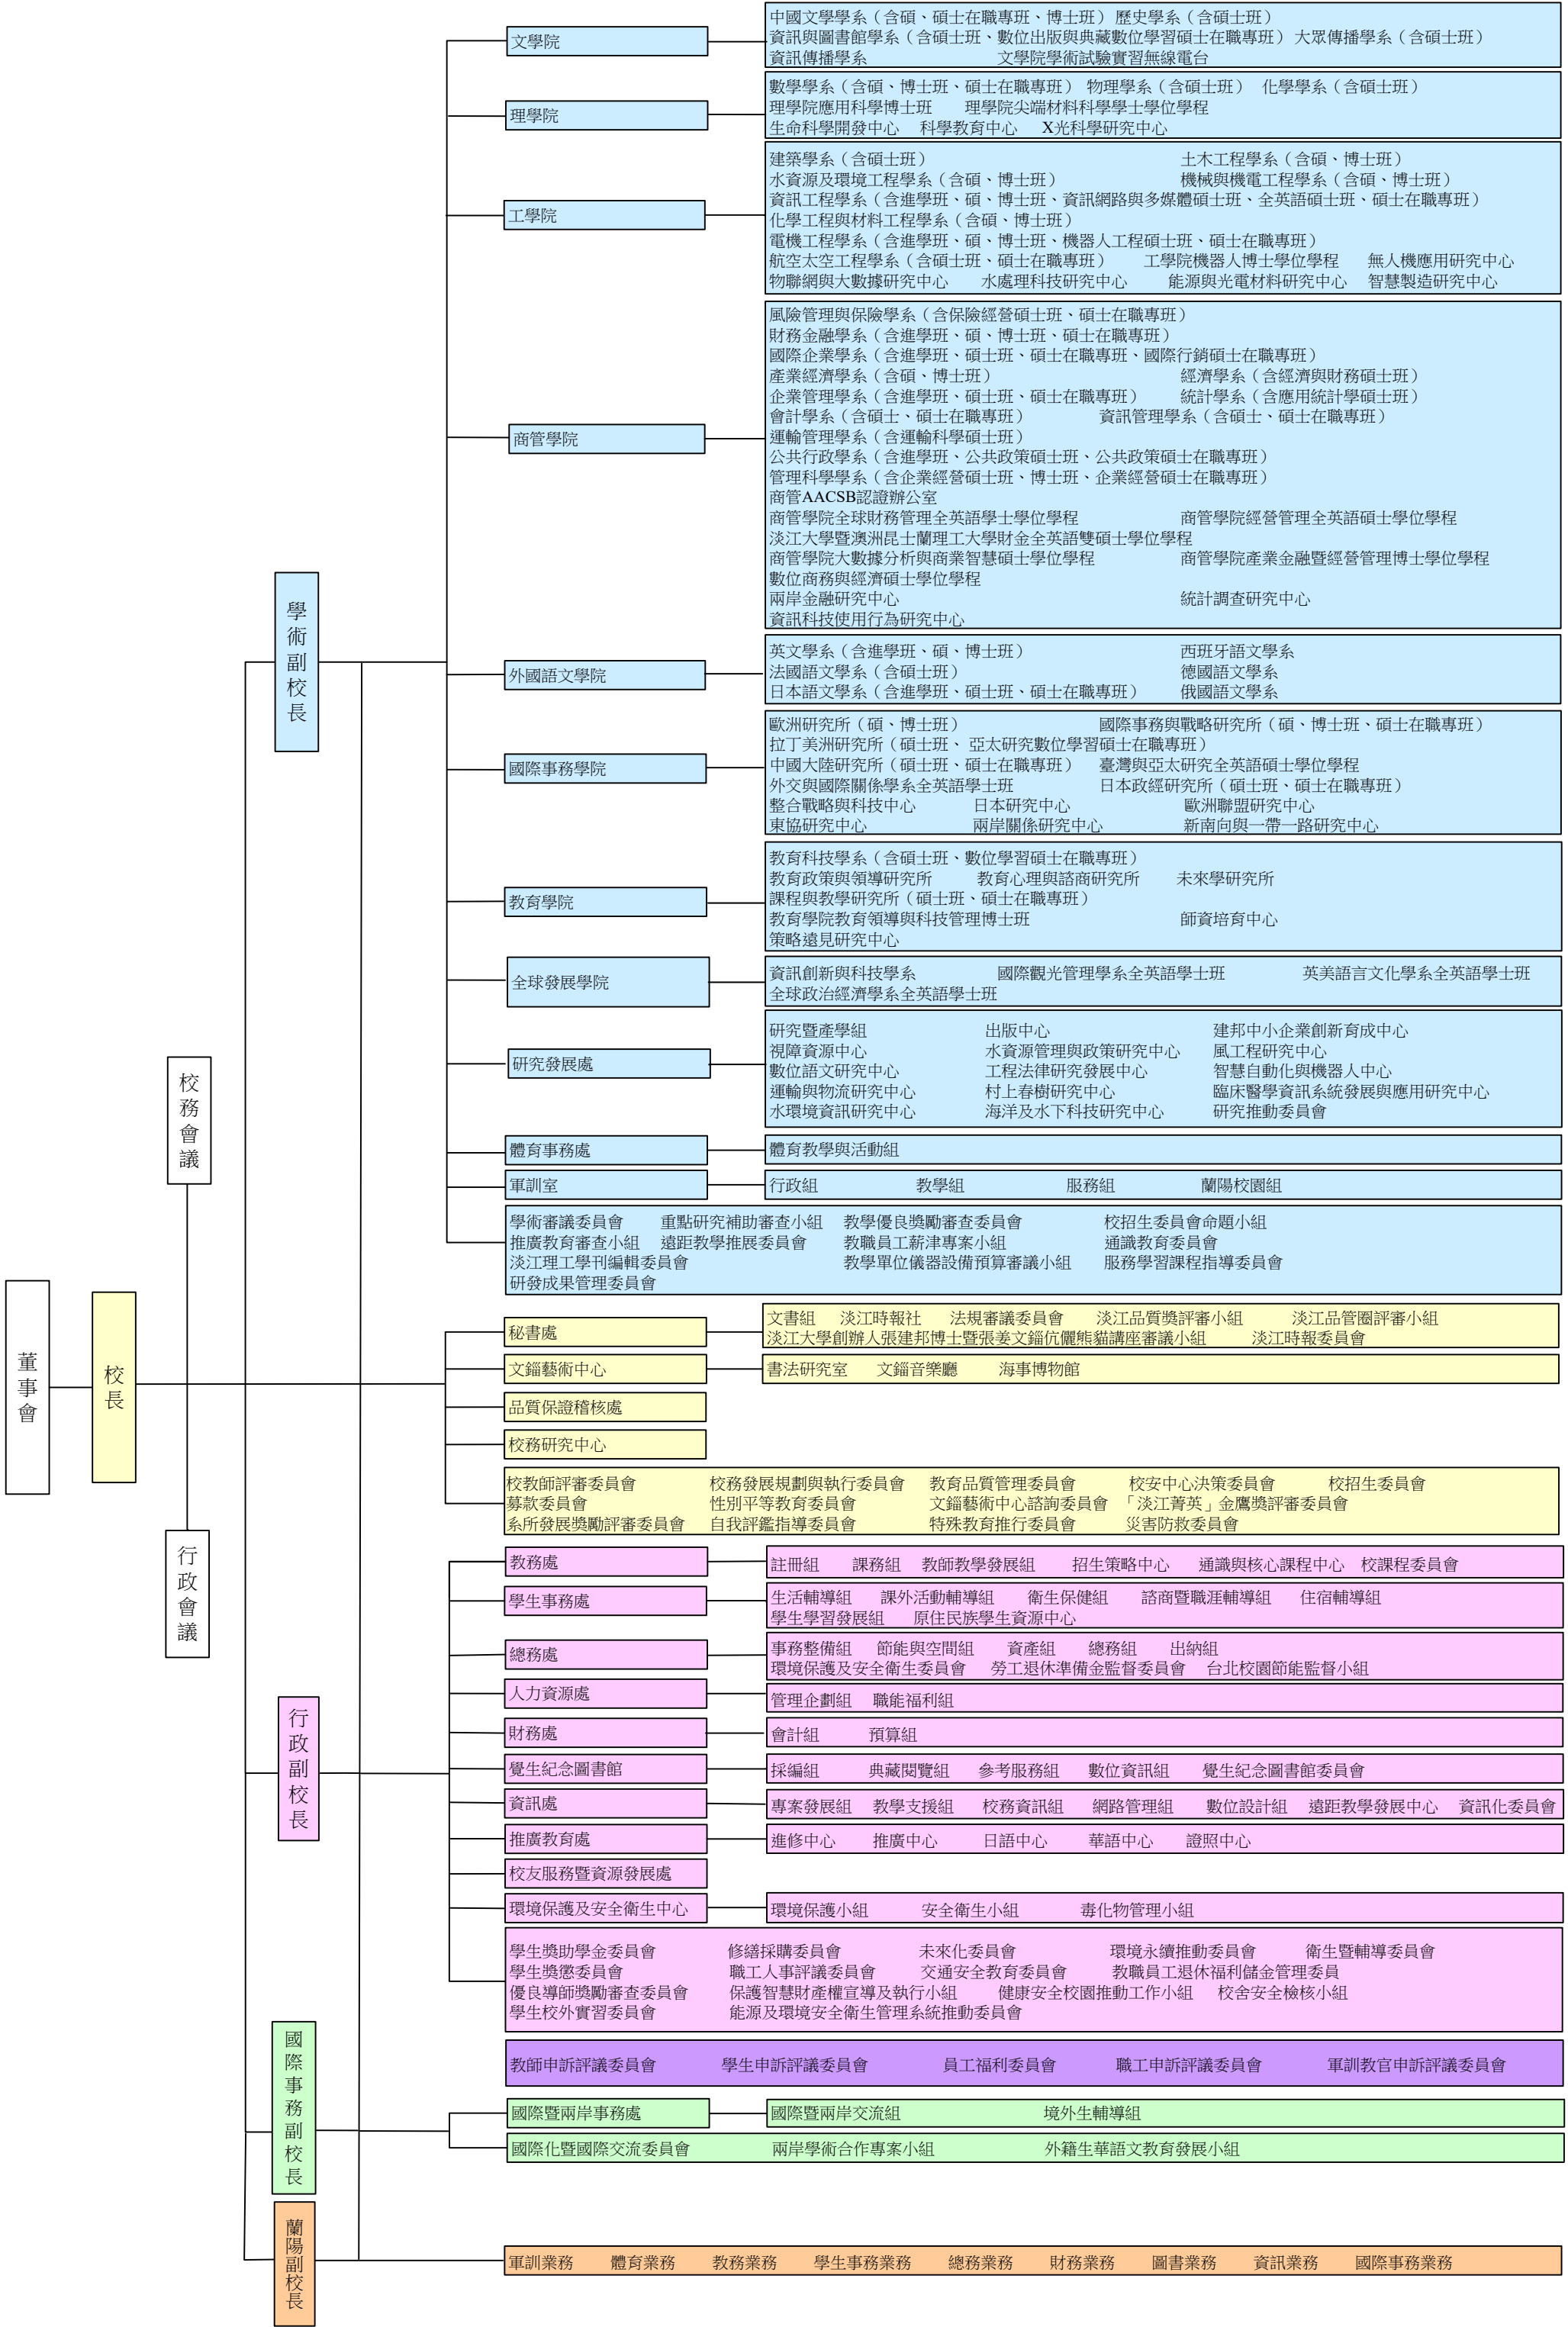 董事會
校長
校務會議
行政會議
學術副校長
文學院
中國文學學系（含碩、碩士在職專班、博士班） 歷史學系（含碩士班）
資訊與圖書館學系（含碩士班、數位出版與典藏數位學習碩士在職專班） 大眾傳播學系（含碩士班）
資訊傳播學系 文學院學術試驗實習無線電台
理學院
數學學系（含碩、博士班、碩士在職專班） 物理學系（含碩士班） 化學學系（含碩士班）
理學院應用科學博士班 理學院尖端材料科學學士學位學程
生命科學開發中心 科學教育中心 X光科學研究中心
工學院
建築學系（含碩士班） 土木工程學系（含碩、博士班）
水資源及環境工程學系（含碩、博士班） 機械與機電工程學系（含碩、博士班）
資訊工程學系（含進學班、碩、博士班、資訊網路與多媒體碩士班、全英語碩士班、碩士在職專班）
化學工程與材料工程學系（含碩、博士班）
電機工程學系（含進學班、碩、博士班、機器人工程碩士班、碩士在職專班）
航空太空工程學系（含碩士班、碩士在職專班） 工學院機器人博士學位學程 無人機應用研究中心
物聯網與大數據研究中心 水處理科技研究中心 能源與光電材料研究中心 智慧製造研究中心
商管學院
風險管理與保險學系（含保險經營碩士班、碩士在職專班）
財務金融學系（含進學班、碩、博士班、碩士在職專班）
國際企業學系（含進學班、碩士班、碩士在職專班、國際行銷碩士在職專班）
產業經濟學系（含碩、博士班） 經濟學系（含經濟與財務碩士班）
企業管理學系（含進學班、碩士班、碩士在職專班） 統計學系（含應用統計學碩士班）
會計學系（含碩士、碩士在職專班） 資訊管理學系（含碩士、碩士在職專班）
運輸管理學系（含運輸科學碩士班）
公共行政學系（含進學班、公共政策碩士班、公共政策碩士在職專班）
管理科學學系（含企業經營碩士班、博士班、企業經營碩士在職專班）
商管AACSB認證辦公室
商管學院全球財務管理全英語學士學位學程 商管學院經營管理全英語碩士學位學程
淡江大學暨澳洲昆士蘭理工大學財金全英語雙碩士學位學程
商管學院大數據分析與商業智慧碩士學位學程 商管學院產業金融暨經營管理博士學位學程
數位商務與經濟碩士學位學程
兩岸金融研究中心 統計調查研究中心
資訊科技使用行為研究中心
外國語文學院
英文學系（含進學班、碩、博士班） 西班牙語文學系
法國語文學系（含碩士班） 德國語文學系
日本語文學系（含進學班、碩士班、碩士在職專班） 俄國語文學系
國際事務學院
歐洲研究所（碩、博士班） 國際事務與戰略研究所（碩、博士班、碩士在職專班）
拉丁美洲研究所（碩士班、 亞太研究數位學習碩士在職專班）
中國大陸研究所（碩士班、碩士在職專班） 臺灣與亞太研究全英語碩士學位學程
外交與國際關係學系全英語學士班 日本政經研究所（碩士班、碩士在職專班）
整合戰略與科技中心 日本研究中心 歐洲聯盟研究中心
東協研究中心 兩岸關係研究中心 新南向與一帶一路研究中心
教育學院
教育科技學系（含碩士班、數位學習碩士在職專班）
教育政策與領導研究所 教育心理與諮商研究所 未來學研究所
課程與教學研究所（碩士班、碩士在職專班）
教育學院教育領導與科技管理博士班 師資培育中心
策略遠見研究中心
全球發展學院
資訊創新與科技學系 國際觀光管理學系全英語學士班 英美語言文化學系全英語學士班
全球政治經濟學系全英語學士班
研究發展處
研究暨產學組 出版中心 建邦中小企業創新育成中心
視障資源中心 水資源管理與政策研究中心 風工程研究中心
數位語文研究中心 工程法律研究發展中心 智慧自動化與機器人中心
運輸與物流研究中心 村上春樹研究中心 臨床醫學資訊系統發展與應用研究中心
水環境資訊研究中心 海洋及水下科技研究中心 研究推動委員會
體育事務處
體育教學與活動組
軍訓室
行政組 教學組 服務組 蘭陽校園組
學術審議委員會 重點研究補助審查小組 教學優良獎勵審查委員會 校招生委員會命題小組
推廣教育審查小組 遠距教學推展委員會 教職員工薪津專案小組 通識教育委員會
淡江理工學刊編輯委員會 教學單位儀器設備預算審議小組 服務學習課程指導委員會
研發成果管理委員會
秘書處
文書組 淡江時報社 法規審議委員會 淡江品質獎評審小組 淡江品管圈評審小組
淡江大學創辦人張建邦博士暨張姜文錙伉儷熊貓講座審議小組 淡江時報委員會
文錙藝術中心
書法研究室 文錙音樂廳 海事博物館
品質保證稽核處
校務研究中心
校教師評審委員會 校務發展規劃與執行委員會 教育品質管理委員會 校安中心決策委員會 校招生委員會
募款委員會 性別平等教育委員會 文錙藝術中心諮詢委員會 「淡江菁英」金鷹獎評審委員會
系所發展獎勵評審委員會 自我評鑑指導委員會 特殊教育推行委員會 災害防救委員會
行政副校長
教務處
註冊組 課務組 教師教學發展組 招生策略中心 通識與核心課程中心 校課程委員會
學生事務處
生活輔導組 課外活動輔導組 衛生保健組 諮商暨職涯輔導組 住宿輔導組
學生學習發展組 原住民族學生資源中心
總務處
事務整備組 節能與空間組 資產組 總務組 出納組
環境保護及安全衛生委員會 勞工退休準備金監督委員會 台北校園節能監督小組
人力資源處
管理企劃組 職能福利組
財務處
會計組 預算組
覺生紀念圖書館
採編組 典藏閱覽組 參考服務組 數位資訊組 覺生紀念圖書館委員會
資訊處
專案發展組 教學支援組 校務資訊組 網路管理組 數位設計組 遠距教學發展中心 資訊化委員會
推廣教育處
進修中心 推廣中心 日語中心 華語中心 證照中心
校友服務暨資源發展處
環境保護及安全衛生中心
環境保護小組 安全衛生小組 毒化物管理小組
學生獎助學金委員會 修繕採購委員會 未來化委員會 環境永續推動委員會 衛生暨輔導委員會
學生獎懲委員會 職工人事評議委員會 交通安全教育委員會 教職員工退休福利儲金管理委員
優良導師獎勵審查委員會 保護智慧財產權宣導及執行小組 健康安全校園推動工作小組 校舍安全檢核小組
學生校外實習委員會 能源及環境安全衛生管理系統推動委員會
教師申訴評議委員會 學生申訴評議委員會 員工福利委員會 職工申訴評議委員會 軍訓教官申訴評議委員會
國際事務副校長
國際暨兩岸事務處
國際暨兩岸交流組 境外生輔導組
國際化暨國際交流委員會 兩岸學術合作專案小組 外籍生華語文教育發展小組
蘭陽副校長
軍訓業務 體育業務 教務業務 學生事務業務 總務業務 財務業務 圖書業務 資訊業務 國際事務業務